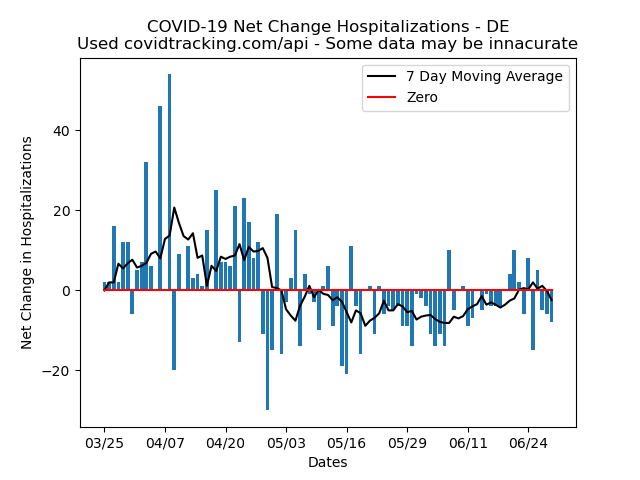 COVID-19 Net Change Hospitalizations - DE
Used covidtracking.com/api - Some data may be innacurate
7 Day Moving Average
Zero
Net Change in Hospitalizations
40
20
0
−20
03/25 04/07 04/20 05/03 05/16 05/29 06/11 06/24
Dates